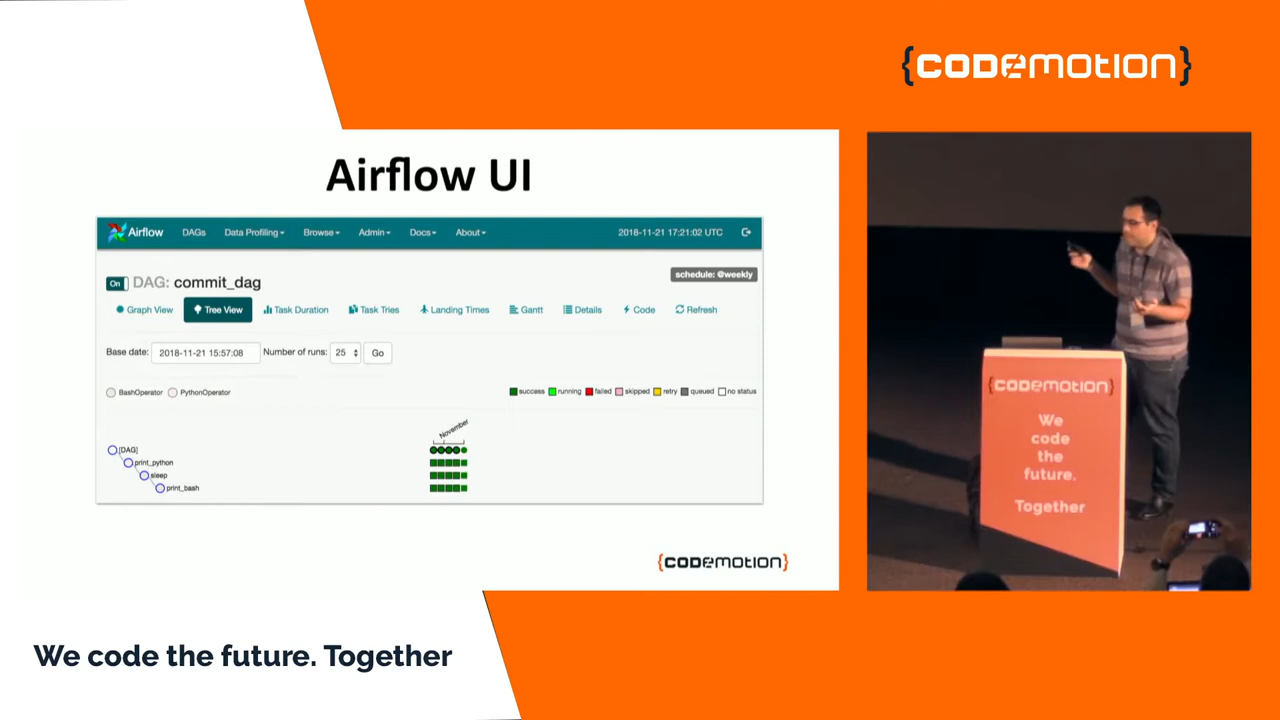 {CODEMOTION}
Airflow UI
Airflow DAGs Data Profiling Browse Admin Docs About 2018-11-21 17:21:02 UTC
On DAG: commit_dag schedule: @weekly
Graph View Tree View Task Duration Task Tries Landing Times Gantt Details Code Refresh
Base date: 2018-11-21 15:57:08 Number of runs: 25 Go
BashOperator PythonOperator success running failed skipped retry queued no status
November
[DAG]
print_python
sleep
print_bash
{CODEMOTION}
{CODEMOTION}
We
code
the
future.
Together
We code the future. Together